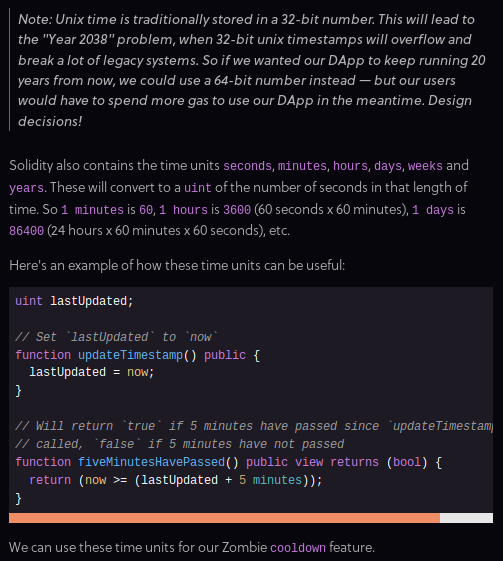 Note: Unix time is traditionally stored in a 32-bit number. This will lead to
the "Year 2038" problem, when 32-bit unix timestamps will overflow and
break a lot of legacy systems. So if we wanted our DApp to keep running 20
years from now, we could use a 64-bit number instead — but our users
would have to spend more gas to use our DApp in the meantime. Design
decisions!
Solidity also contains the time units seconds, minutes, hours, days, weeks and
years. These will convert to a uint of the number of seconds in that length of
time. So 1 minutes is 60, 1 hours is 3600 (60 seconds x 60 minutes), 1 days is
86400 (24 hours x 60 minutes x 60 seconds), etc.
Here's an example of how these time units can be useful:
uint lastUpdated;
// Set `lastUpdated` to `now`
function updateTimestamp() public {
  lastUpdated = now;
}
// Will return `true` if 5 minutes have passed since `updateTimestamp
// called, `false` if 5 minutes have not passed
function fiveMinutesHavePassed() public view returns (bool) {
  return (now >= (lastUpdated + 5 minutes));
}
We can use these time units for our Zombie cooldown feature.